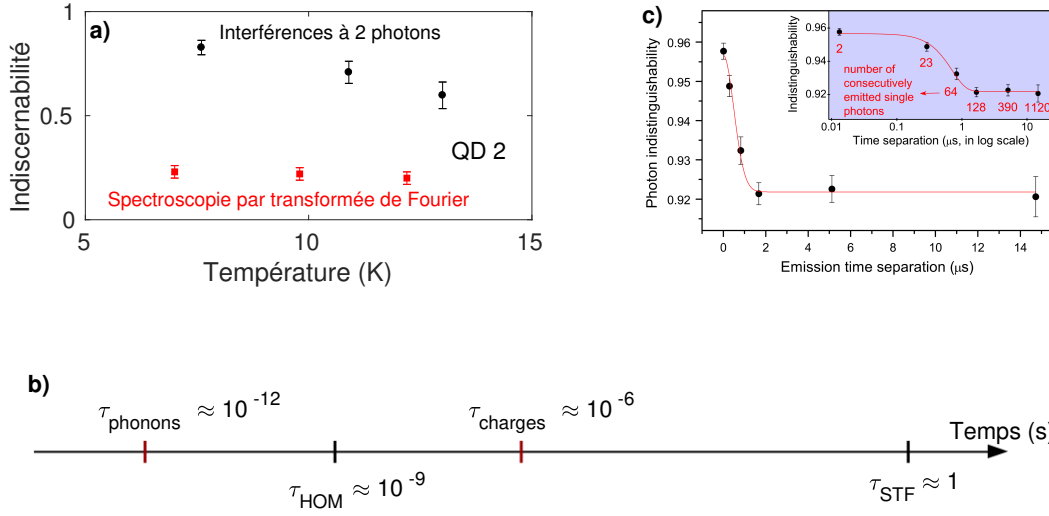 a)
Interférences à 2 photons
QD 2
Spectroscopie par transformée de Fourier
Indiscernabilité
1
0.5
0
5
10
15
Température (K)
c)
Photon indistinguishability
0.96
0.95
0.94
0.93
0.92
0
2
4
6
8
10
12
14
Emission time separation (μs)
Indistinguishability
0.96
0.94
0.92
2
23
number of
consecutively
emitted single
photons
64
128 390 1120
0.01
0.1
1
10
Time separation (μs, in log scale)
b)
τphonons ≈ 10 -12
τcharges ≈ 10 -6
Temps (s)
τHOM ≈ 10 -9
τSTF ≈ 1